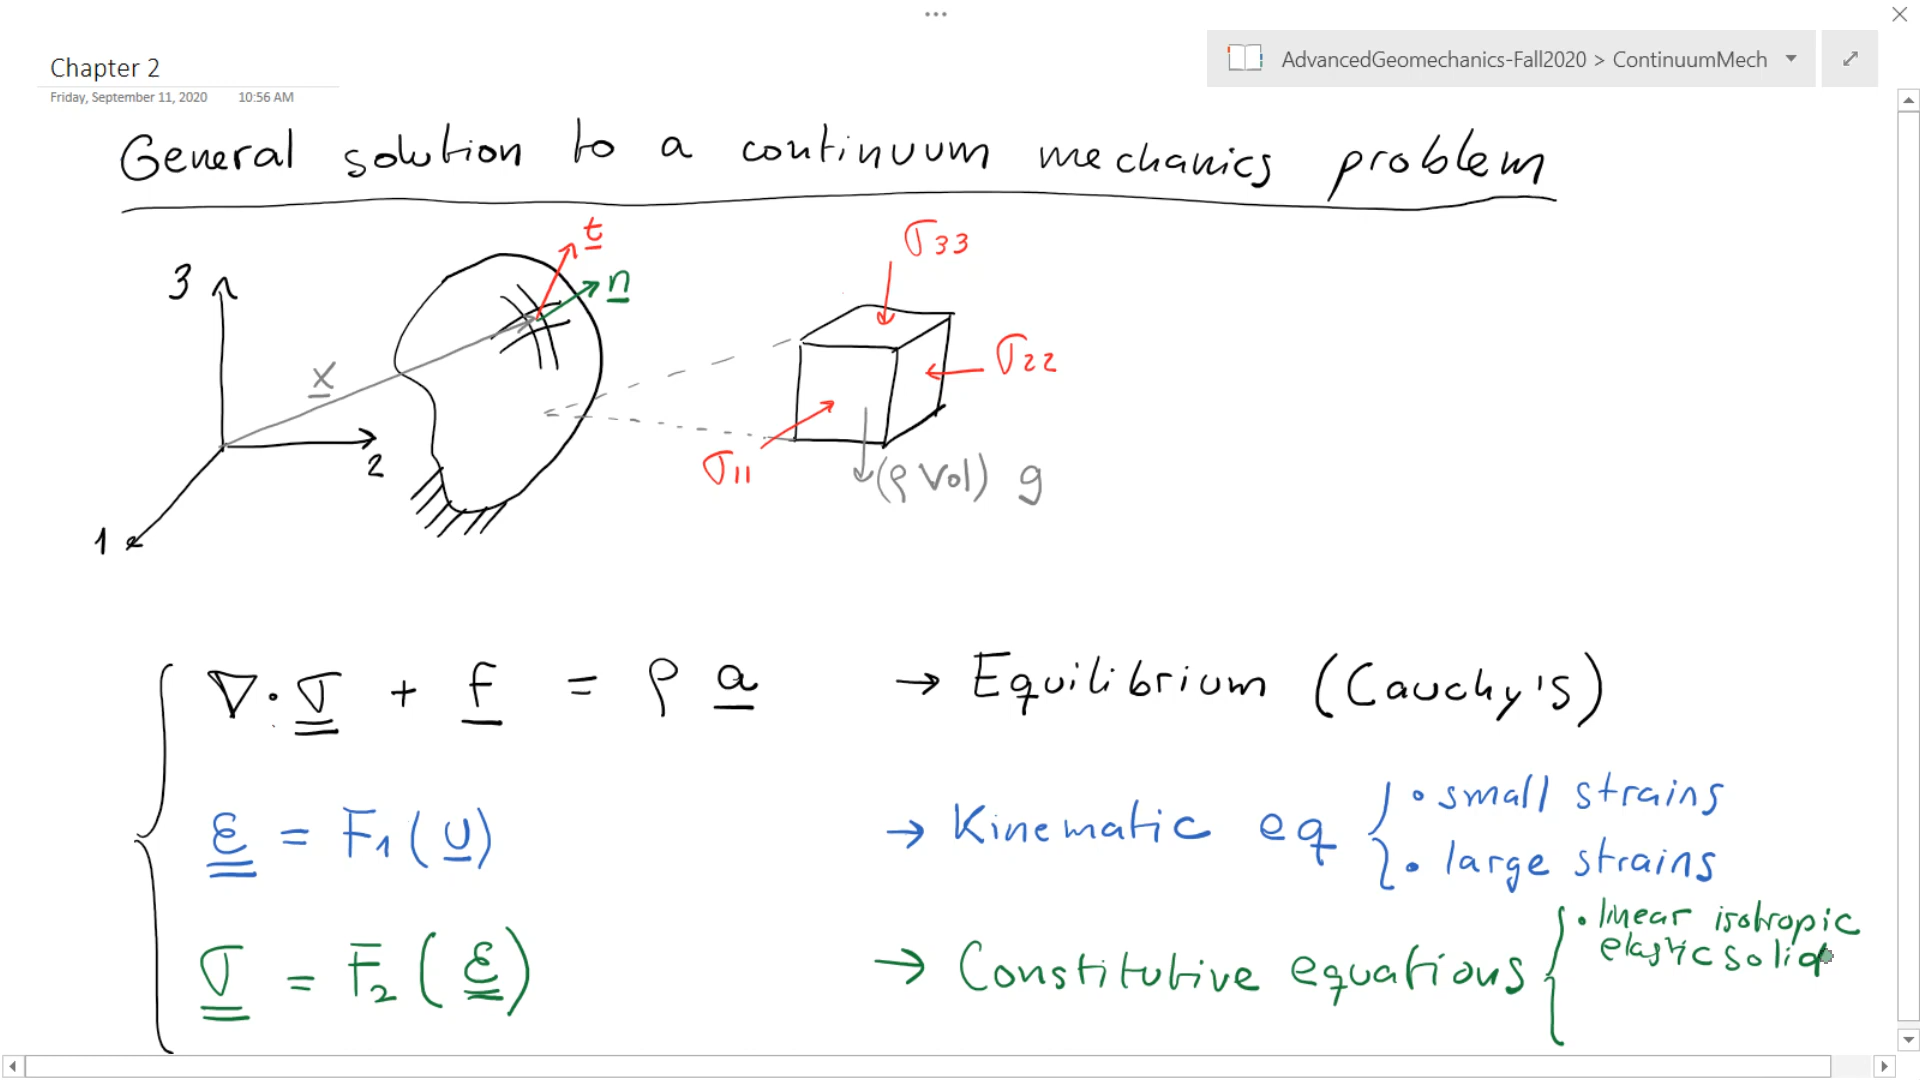 ...
Chapter 2
AdvancedGeomechanics-Fall2020 > ContinuumMech
Friday, September 11, 2020 10:56 AM
General solution to a continuum mechanics problem
t
n
σ33
3
σ22
x
2
σ11
(ρ Vol) g
1
∇·σ + f = ρ a → Equilibrium (Cauchy's)
ε = F1(u) → Kinematic eq { • small strains
• large strains
σ = F2(ε) → Constitutive equations { • linear isotropic
elastic solid